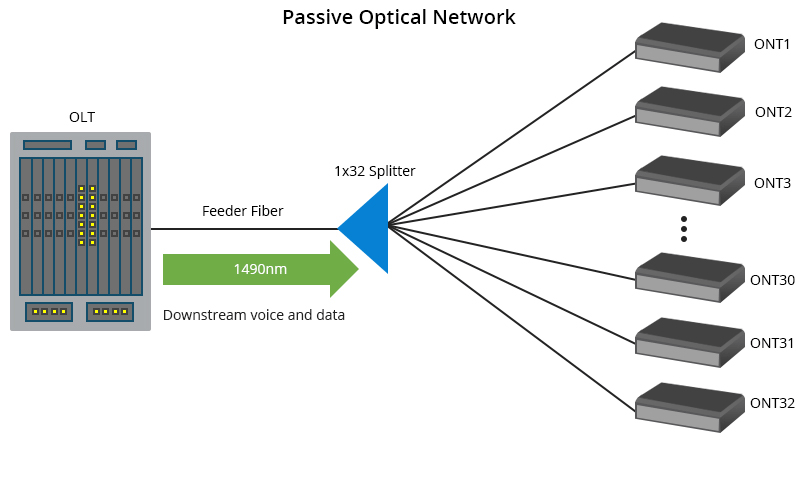 Passive Optical Network
OLT
1x32 Splitter
Feeder Fiber
1490nm
Downstream voice and data
ONT1
ONT2
ONT3
ONT30
ONT31
ONT32